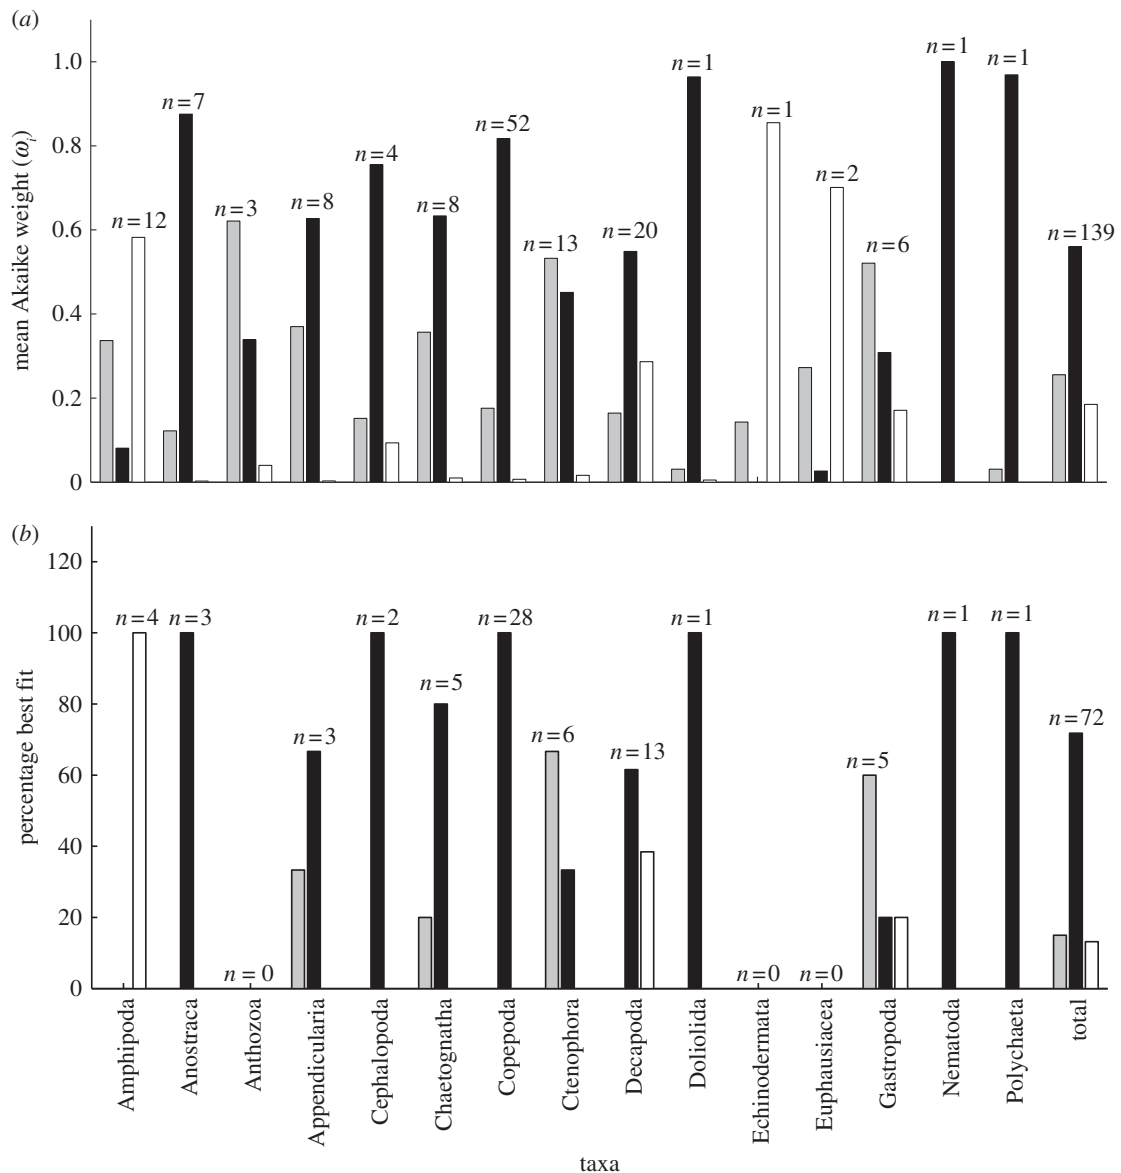 (a)
mean Akaike weight (ωi)
1.0
0.8
0.6
0.4
0.2
0
n=12
n=7
n=3
n=8
n=4
n=8
n=52
n=13
n=20
n=1
n=1
n=2
n=6
n=1
n=1
n=139
(b)
percentage best fit
120
100
80
60
40
20
0
n=4
n=3
n=0
n=3
n=2
n=5
n=28
n=6
n=13
n=1
n=0
n=0
n=5
n=1
n=1
n=72
Amphipoda
Anostraca
Anthozoa
Appendicularia
Cephalopoda
Chaetognatha
Copepoda
Ctenophora
Decapoda
Doliolida
Echinodermata
Euphausiacea
Gastropoda
Nematoda
Polychaeta
total
taxa